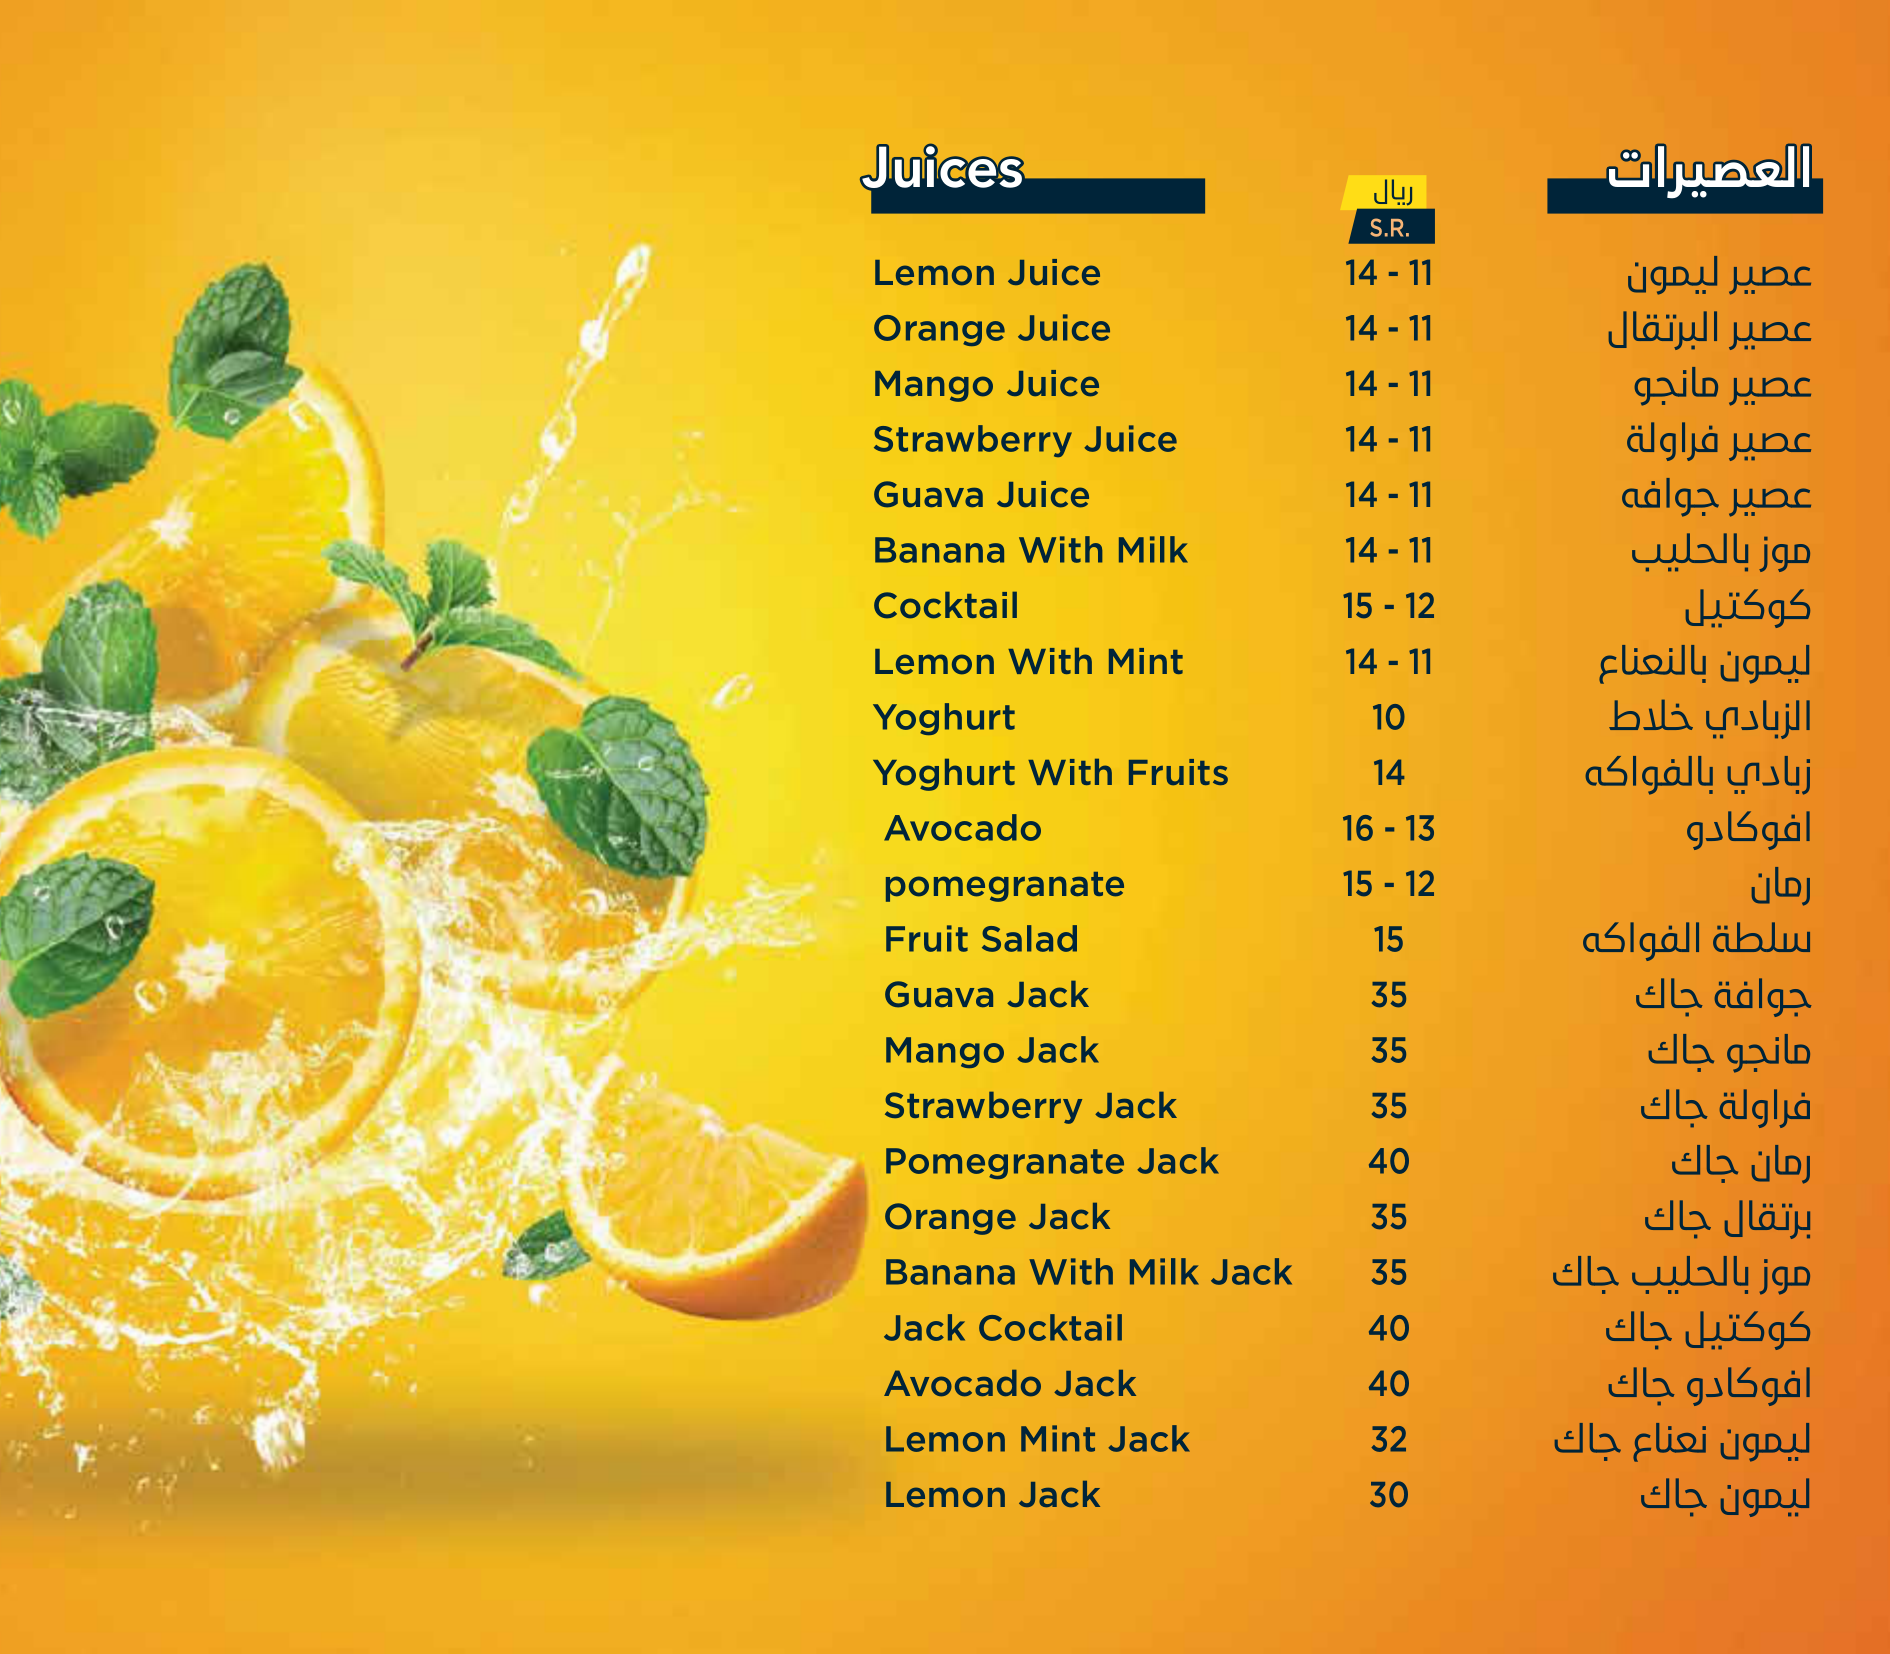 Juices
ريال
S.R.
العصيرات
Lemon Juice 14 - 11 عصير ليمون
Orange Juice 14 - 11 عصير البرتقال
Mango Juice 14 - 11 عصير مانجو
Strawberry Juice 14 - 11 عصير فراولة
Guava Juice 14 - 11 عصير جوافه
Banana With Milk 14 - 11 موز بالحليب
Cocktail 15 - 12 كوكتيل
Lemon With Mint 14 - 11 ليمون بالنعناع
Yoghurt 10 الزبادي خلاط
Yoghurt With Fruits 14 زبادي بالفواكه
Avocado 16 - 13 افوكادو
pomegranate 15 - 12 رمان
Fruit Salad 15 سلطة الفواكه
Guava Jack 35 جوافة جاك
Mango Jack 35 مانجو جاك
Strawberry Jack 35 فراولة جاك
Pomegranate Jack 40 رمان جاك
Orange Jack 35 برتقال جاك
Banana With Milk Jack 35 موز بالحليب جاك
Jack Cocktail 40 كوكتيل جاك
Avocado Jack 40 افوكادو جاك
Lemon Mint Jack 32 ليمون نعناع جاك
Lemon Jack 30 ليمون جاك